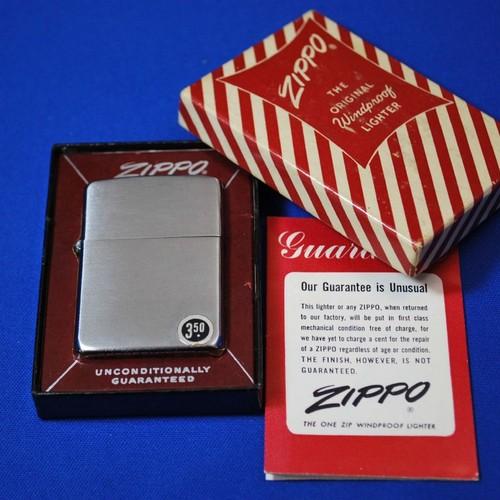 ZIPPO®
THE
ORIGINAL
Windproof
LIGHTER
ZIPPO
3.50
UNCONDITIONALLY
GUARANTEED
Our Guarantee is Unusual
This lighter or any ZIPPO, when returned
to our factory, will be put in first class
mechanical condition free of charge, for
we have yet to charge a cent for the repair
of a ZIPPO regardless of age or condition.
THE FINISH, HOWEVER, IS NOT
GUARANTEED.
ZIPPO®
THE ONE ZIP WINDPROOF LIGHTER